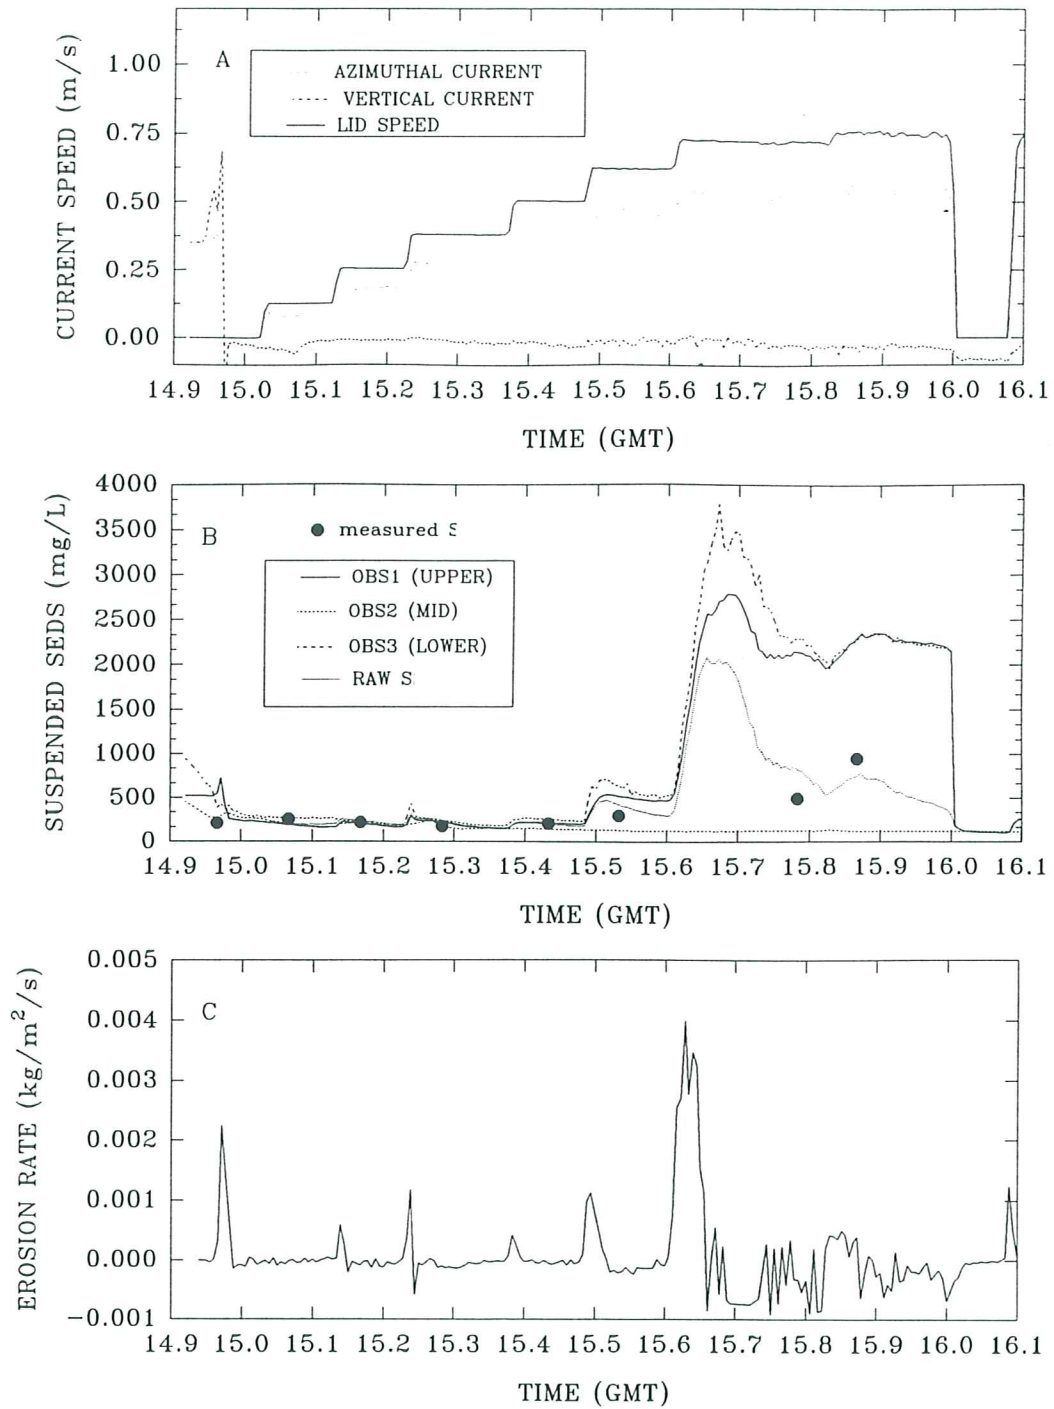 A
AZIMUTHAL CURRENT
VERTICAL CURRENT
LID SPEED
CURRENT SPEED (m/s)
1.00
0.75
0.50
0.25
0.00
14.9 15.0 15.1 15.2 15.3 15.4 15.5 15.6 15.7 15.8 15.9 16.0 16.1
TIME (GMT)
B
measured S
OBS1 (UPPER)
OBS2 (MID)
OBS3 (LOWER)
RAW S
SUSPENDED SEDS (mg/L)
4000
3500
3000
2500
2000
1500
1000
500
0
14.9 15.0 15.1 15.2 15.3 15.4 15.5 15.6 15.7 15.8 15.9 16.0 16.1
TIME (GMT)
C
EROSION RATE (kg/m²/s)
0.005
0.004
0.003
0.002
0.001
0.000
−0.001
14.9 15.0 15.1 15.2 15.3 15.4 15.5 15.6 15.7 15.8 15.9 16.0 16.1
TIME (GMT)